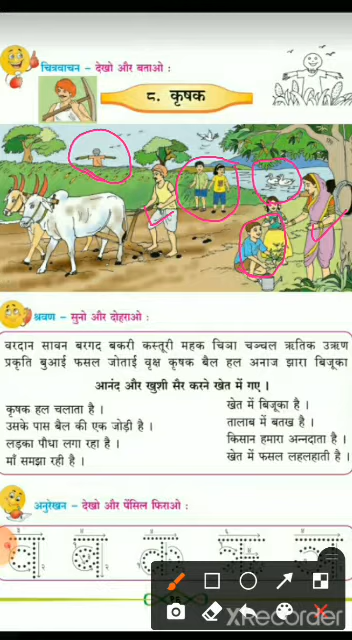 चित्रवाचन – देखो और बताओ :
८. कृषक
श्रवण – सुनो और दोहराओ :
वरदान सावन बरगद बकरी कस्तूरी महक चिञा चञ्चल ऋतिक उऋण
प्रकृति बुआई फसल जोताई वृक्ष कृषक बैल हल अनाज झारा बिजूका
आनंद और खुशी सैर करने खेत में गए ।
कृषक हल चलाता है ।
उसके पास बैल की एक जोड़ी है ।
लड़का पौधा लगा रहा है ।
माँ समझा रही है ।
खेत में बिजूका है ।
तालाब में बतख है ।
किसान हमारा अन्नदाता है ।
खेत में फसल लहलहाती है ।
अनुरेखन – देखो और पेंसिल फिराओ :
XRecorder